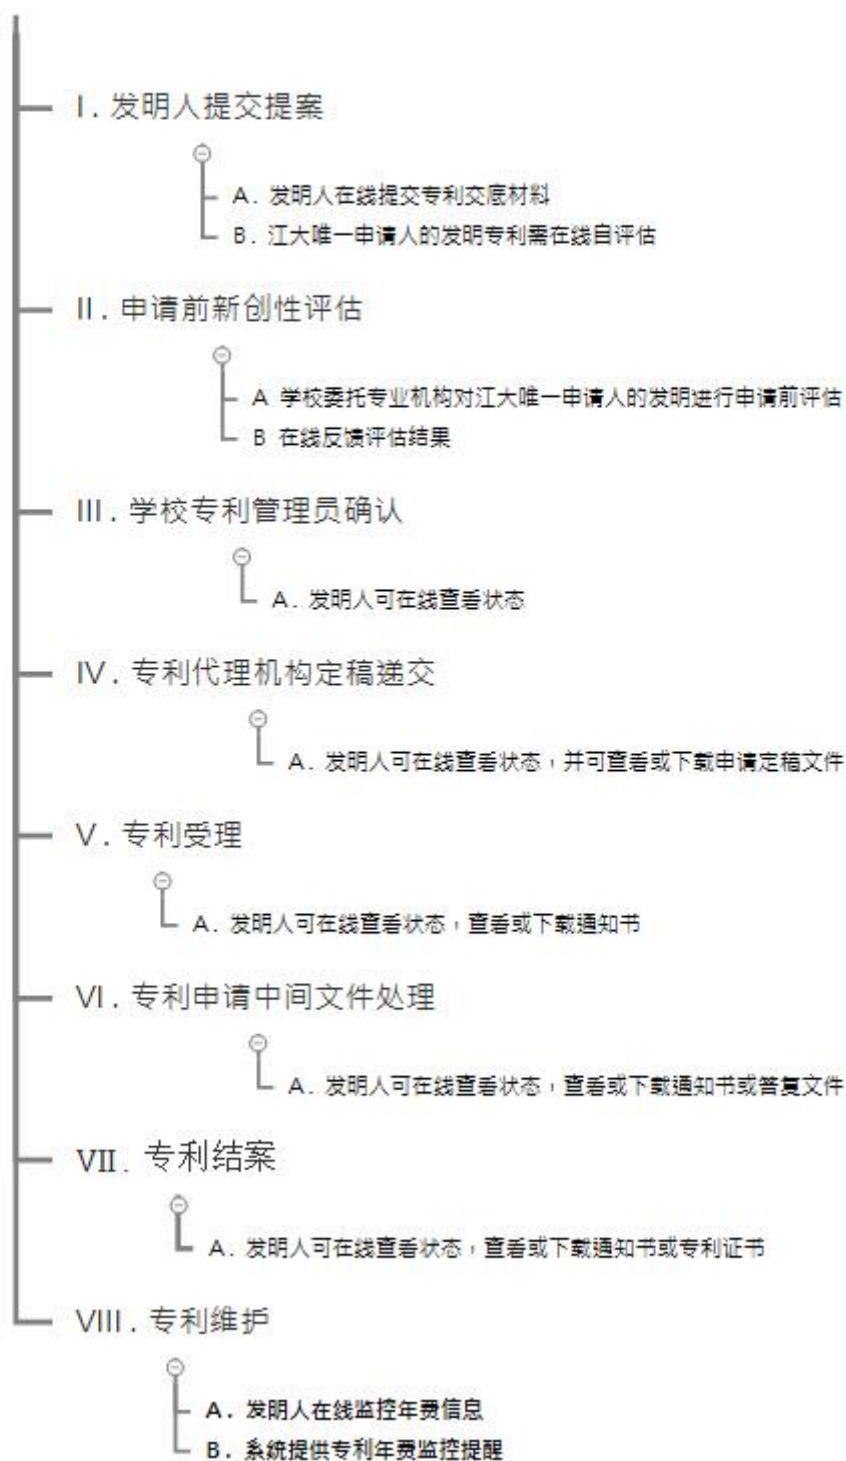 I. 发明人提交提案
A. 发明人在线提交专利交底材料
B. 江大唯一申请人的发明专利需在线自评估
II. 申请前新创性评估
A 学校委托专业机构对江大唯一申请人的发明进行申请前评估
B 在线反馈评估结果
III. 学校专利管理员确认
A. 发明人可在线查看状态
IV. 专利代理机构定稿递交
A. 发明人可在线查看状态，并可查看或下载申请定稿文件
V. 专利受理
A. 发明人可在线查看状态，查看或下载通知书
VI. 专利申请中间文件处理
A. 发明人可在线查看状态，查看或下载通知书或答复文件
VII. 专利结案
A. 发明人可在线查看状态，查看或下载通知书或专利证书
VIII. 专利维护
A. 发明人在线监控年费信息
B. 系统提供专利年费监控提醒